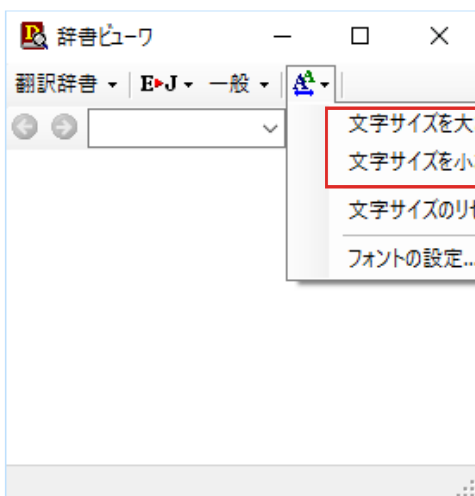 辞書ビューワ
翻訳辞書 E▸J 一般
文字サイズを大
文字サイズを小
文字サイズのリセ
フォントの設定...